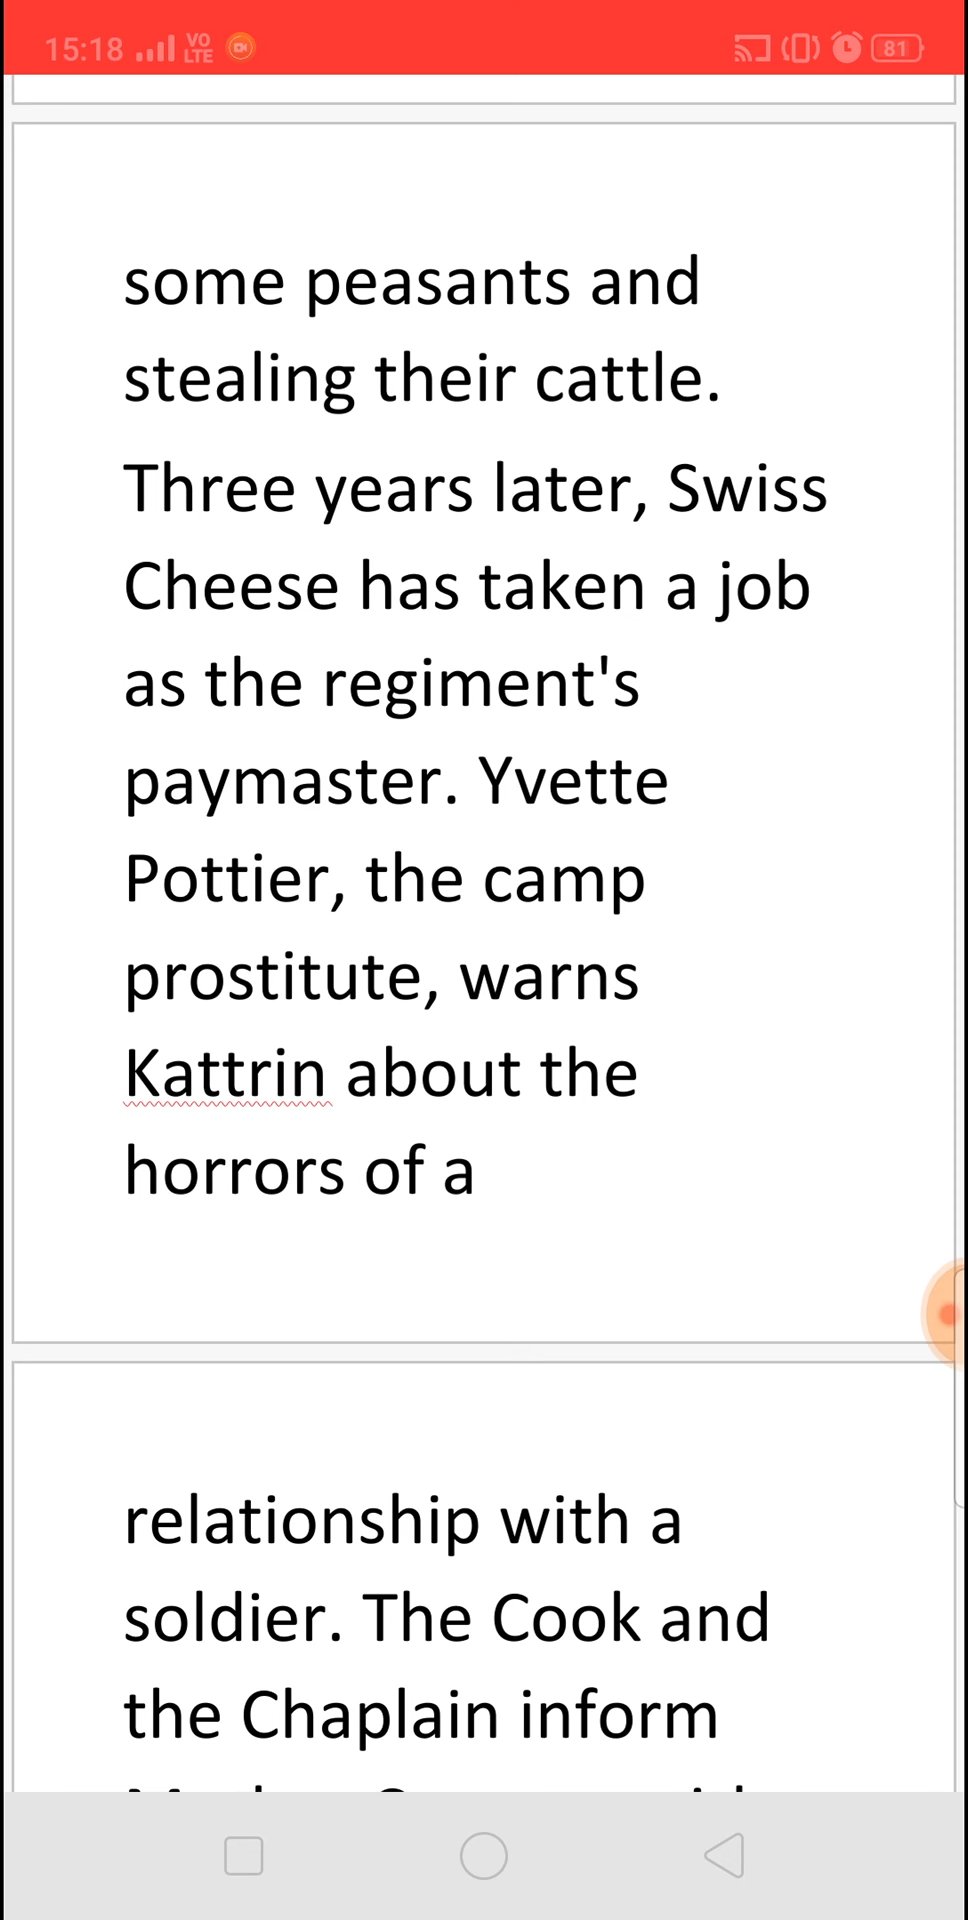 15:18 VO LTE 81
some peasants and
stealing their cattle.
Three years later, Swiss
Cheese has taken a job
as the regiment's
paymaster. Yvette
Pottier, the camp
prostitute, warns
Kattrin about the
horrors of a
relationship with a
soldier. The Cook and
the Chaplain inform